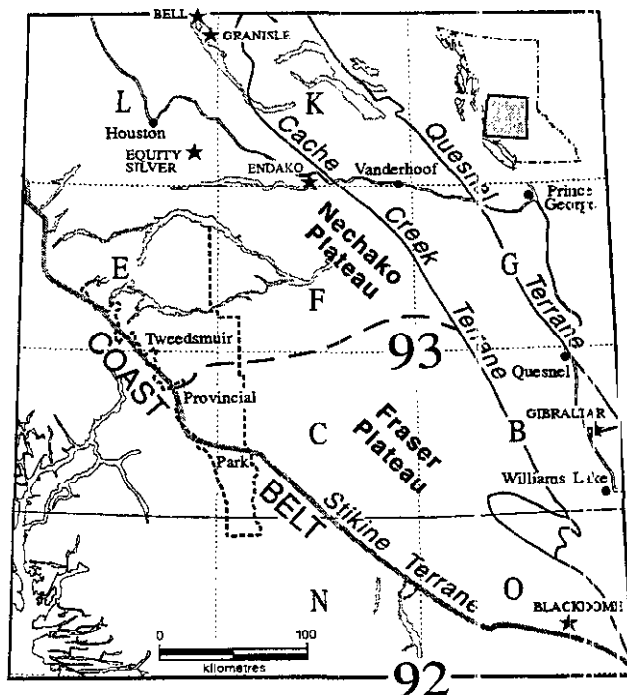 BELL
GRANISLE
L
K
Houston
Cache
Creek
Terrane
Quesnel
Terrane
EQUITY
SILVER
ENDAKO
Vanderhoof
Prince
George
Nechako
Plateau
E
F
G
Tweedsmuir
93
COAST
BELT
Quesnel
Provincial
Park
GIBRALTAR
Fraser
Plateau
C
B
Williams Lake
Stikine Terrane
N
O
BLACKDOME
0
100
kilometres
92